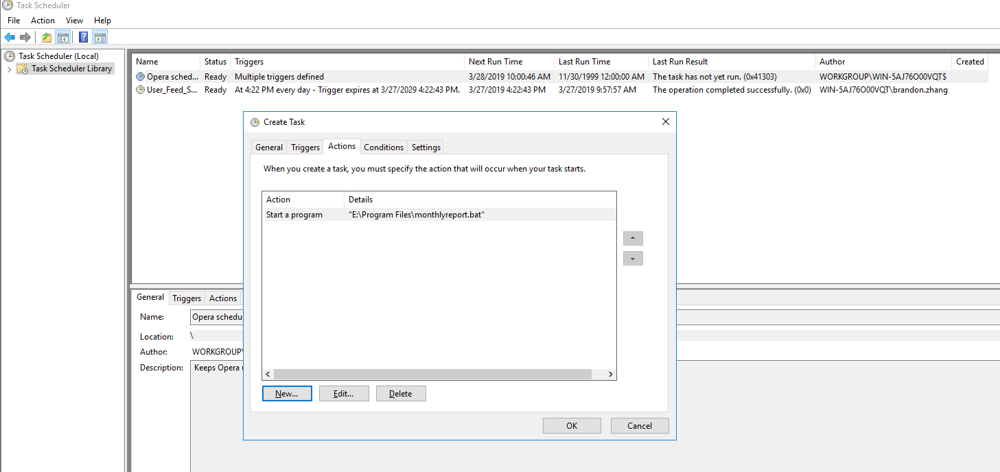 Task Scheduler
File Action View Help
Task Scheduler (Local)
Task Scheduler Library
Name Status Triggers Next Run Time Last Run Time Last Run Result Author Created
Opera sched... Ready Multiple triggers defined 3/28/2019 10:00:46 AM 11/30/1999 12:00:00 AM The task has not yet run. (0x41303) WORKGROUP\WIN-5AJ76O00VQT$
User_Feed_S... Ready At 4:22 PM every day - Trigger expires at 3/27/2029 4:22:43 PM. 3/27/2019 4:22:43 PM 3/27/2019 9:57:57 AM The operation completed successfully. (0x0) WIN-5AJ76O00VQT\brandon.zhang
Create Task
General Triggers Actions Conditions Settings
When you create a task, you must specify the action that will occur when your task starts.
Action Details
Start a program "E:\Program Files\monthlyreport.bat"
New... Edit... Delete
OK Cancel
General Triggers Actions
Name: Opera schedu
Location: \
Author: WORKGROUP\
Description: Keeps Opera